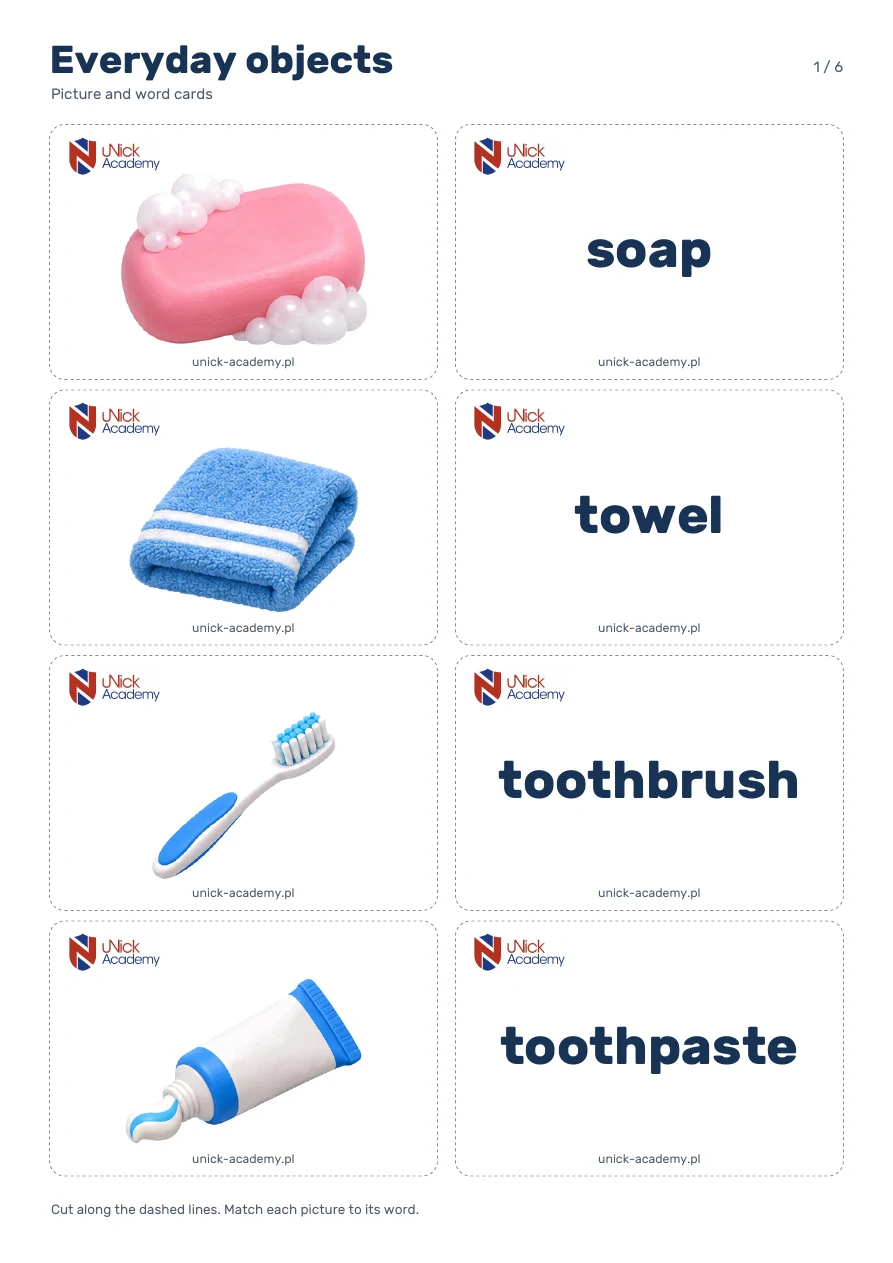 Everyday objects
1 / 6
Picture and word cards
uNick
Academy
unick-academy.pl
uNick
Academy
soap
unick-academy.pl
uNick
Academy
unick-academy.pl
uNick
Academy
towel
unick-academy.pl
uNick
Academy
unick-academy.pl
uNick
Academy
toothbrush
unick-academy.pl
uNick
Academy
unick-academy.pl
uNick
Academy
toothpaste
unick-academy.pl
Cut along the dashed lines. Match each picture to its word.